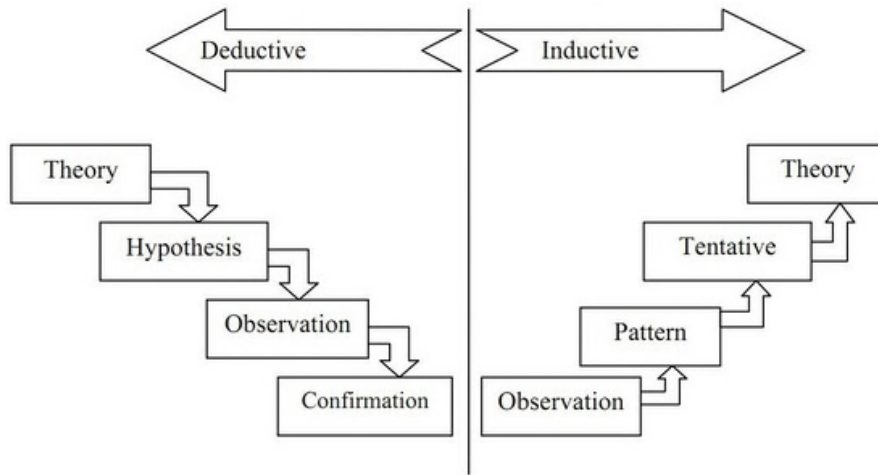 Deductive
Inductive
Theory
Hypothesis
Observation
Confirmation
Theory
Tentative
Pattern
Observation